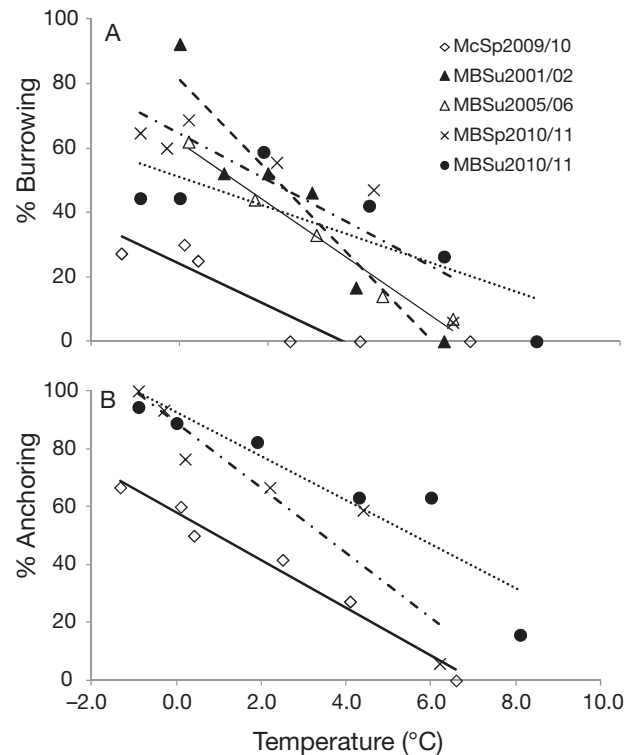 100
A
80
60
40
20
0
% Burrowing
McSp2009/10
MBSu2001/02
MBSu2005/06
MBSp2010/11
MBSu2010/11
100
B
80
60
40
20
0
% Anchoring
−2.0 0.0 2.0 4.0 6.0 8.0 10.0
Temperature (°C)